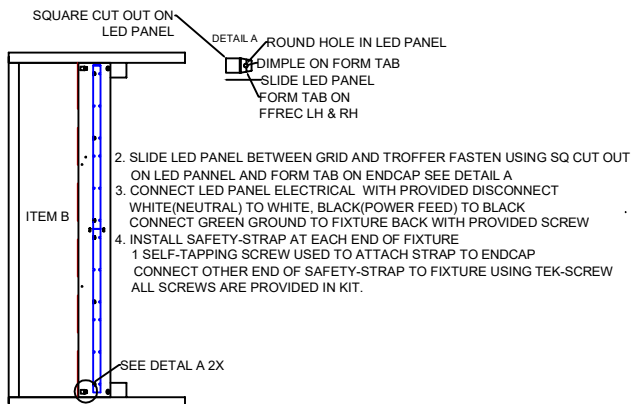 SQUARE CUT OUT ON
LED PANEL
DETAIL A
ROUND HOLE IN LED PANEL
DIMPLE ON FORM TAB
SLIDE LED PANEL
FORM TAB ON
FFREC LH & RH
2. SLIDE LED PANEL BETWEEN GRID AND TROFFER FASTEN USING SQ CUT OUT
ON LED PANNEL AND FORM TAB ON ENDCAP SEE DETAIL A
3. CONNECT LED PANEL ELECTRICAL WITH PROVIDED DISCONNECT
WHITE(NEUTRAL) TO WHITE, BLACK(POWER FEED) TO BLACK
CONNECT GREEN GROUND TO FIXTURE BACK WITH PROVIDED SCREW
4. INSTALL SAFETY-STRAP AT EACH END OF FIXTURE
1 SELF-TAPPING SCREW USED TO ATTACH STRAP TO ENDCAP
CONNECT OTHER END OF SAFETY-STRAP TO FIXTURE USING TEK-SCREW
ALL SCREWS ARE PROVIDED IN KIT.
ITEM B
SEE DETAL A 2X